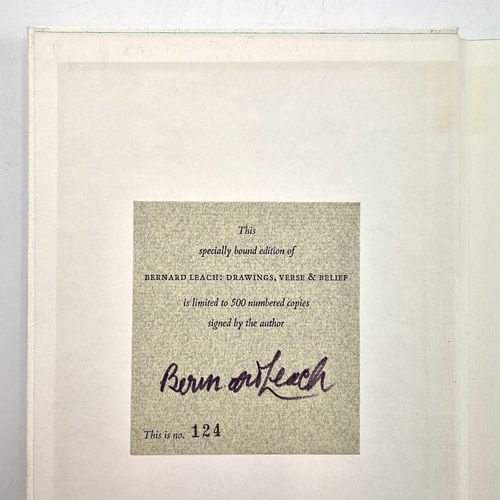 This
specially bound edition of
BERNARD LEACH: DRAWINGS, VERSE & BELIEF
is limited to 500 numbered copies
signed by the author
Bernard Leach
This is no. 124